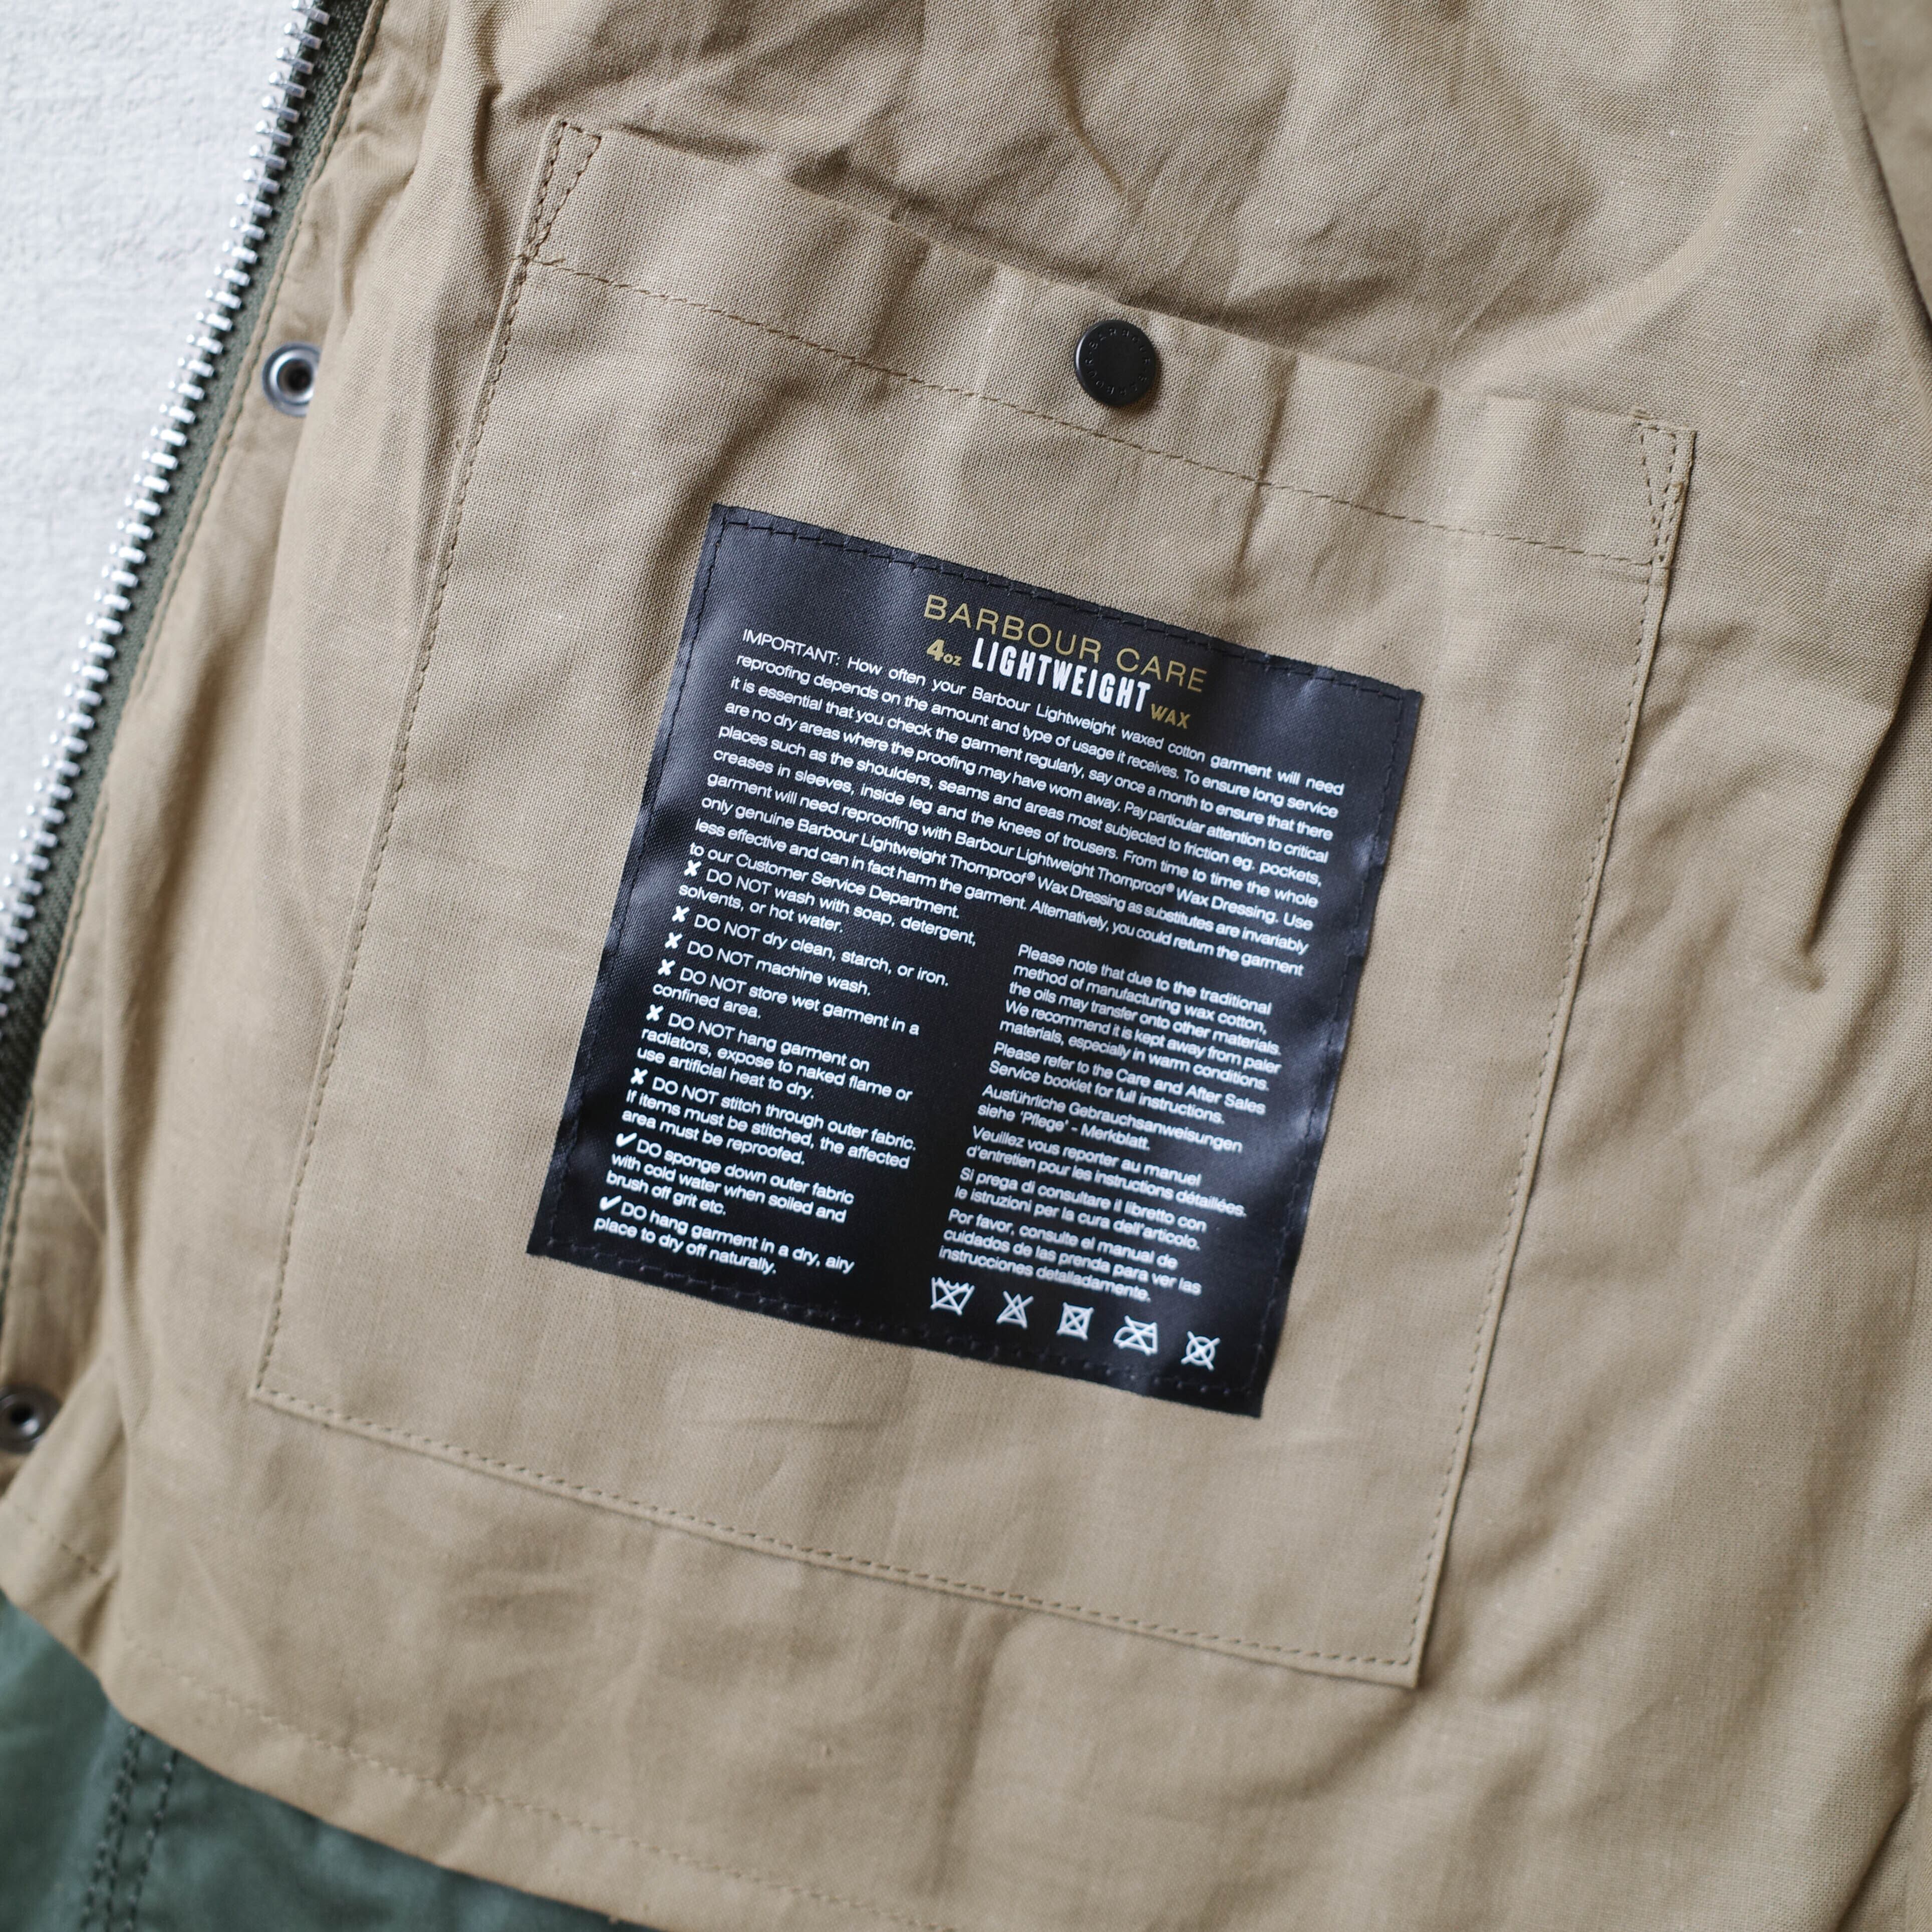 BARBOUR CARE
4oz LIGHTWEIGHT WAX
IMPORTANT: How often your Barbour Lightweight waxed cotton garment will need
reproofing depends on the amount and type of usage it receives. To ensure long service
it is essential that you check the garment regularly, say once a month to ensure that there
are no dry areas where the proofing may have worn away. Pay particular attention to critical
places such as the shoulders, seams and areas most subjected to friction eg. pockets,
creases in sleeves, inside leg and the knees of trousers. From time to time the whole
garment will need reproofing with Barbour Lightweight Thornproof® Wax Dressing. Use
only genuine Barbour Lightweight Thornproof® Wax Dressing as substitutes are invariably
less effective and can in fact harm the garment. Alternatively, you could return the garment
to our Customer Service Department.
✘ DO NOT wash with soap, detergent,
solvents, or hot water.
✘ DO NOT dry clean, starch, or iron.
✘ DO NOT machine wash.
✘ DO NOT store wet garment in a
confined area.
✘ DO NOT hang garment on
radiators, expose to naked flame or
use artificial heat to dry.
✘ DO NOT stitch through outer fabric.
If items must be stitched, the affected
area must be reproofed.
✔ DO sponge down outer fabric
with cold water when soiled and
brush off grit etc.
✔ DO hang garment in a dry, airy
place to dry off naturally.
Please note that due to the traditional
method of manufacturing wax cotton,
the oils may transfer onto other materials.
We recommend it is kept away from paler
materials, especially in warm conditions.
Please refer to the Care and After Sales
Service booklet for full instructions.
Ausführliche Gebrauchsanweisungen
siehe 'Pflege' - Merkblatt.
Veuillez vous reporter au manuel
d'entretien pour les instructions détaillées.
Si prega di consultare il libretto con
le istruzioni per la cura dell'articolo.
Por favor, consulte el manual de
cuidados de las prenda para ver las
instrucciones detalladamente.